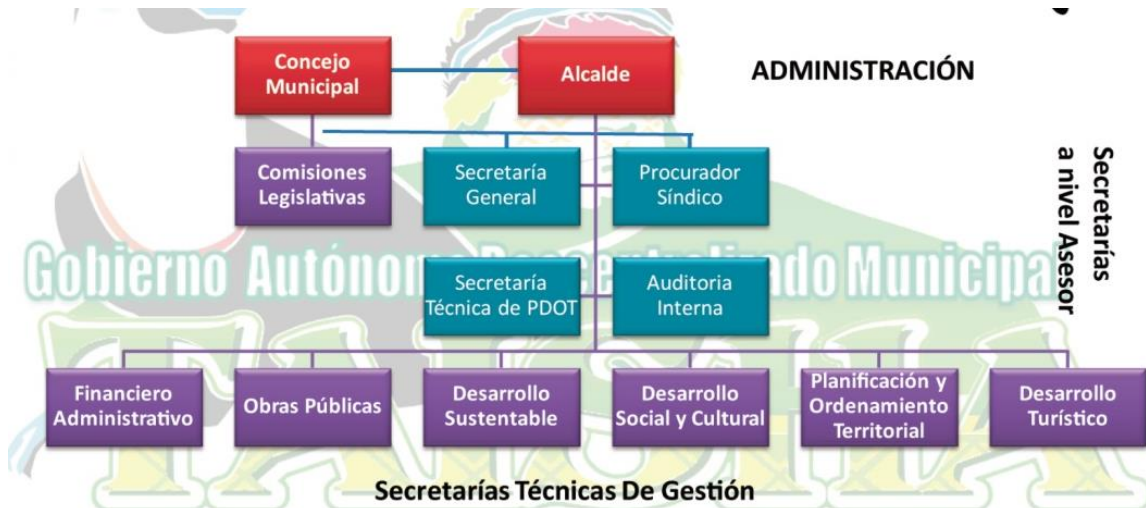 Concejo
Municipal
Alcalde
ADMINISTRACIÓN
Comisiones
Legislativas
Secretaría
General
Procurador
Síndico
Secretarías
a nivel Asesor
Gobierno Autónomo Descentralizado Municipal
Secretaría
Técnica de PDOT
Auditoria
Interna
TAISHA
Financiero
Administrativo
Obras Públicas
Desarrollo
Sustentable
Desarrollo
Social y Cultural
Planificación y
Ordenamiento
Territorial
Desarrollo
Turístico
Secretarías Técnicas De Gestión